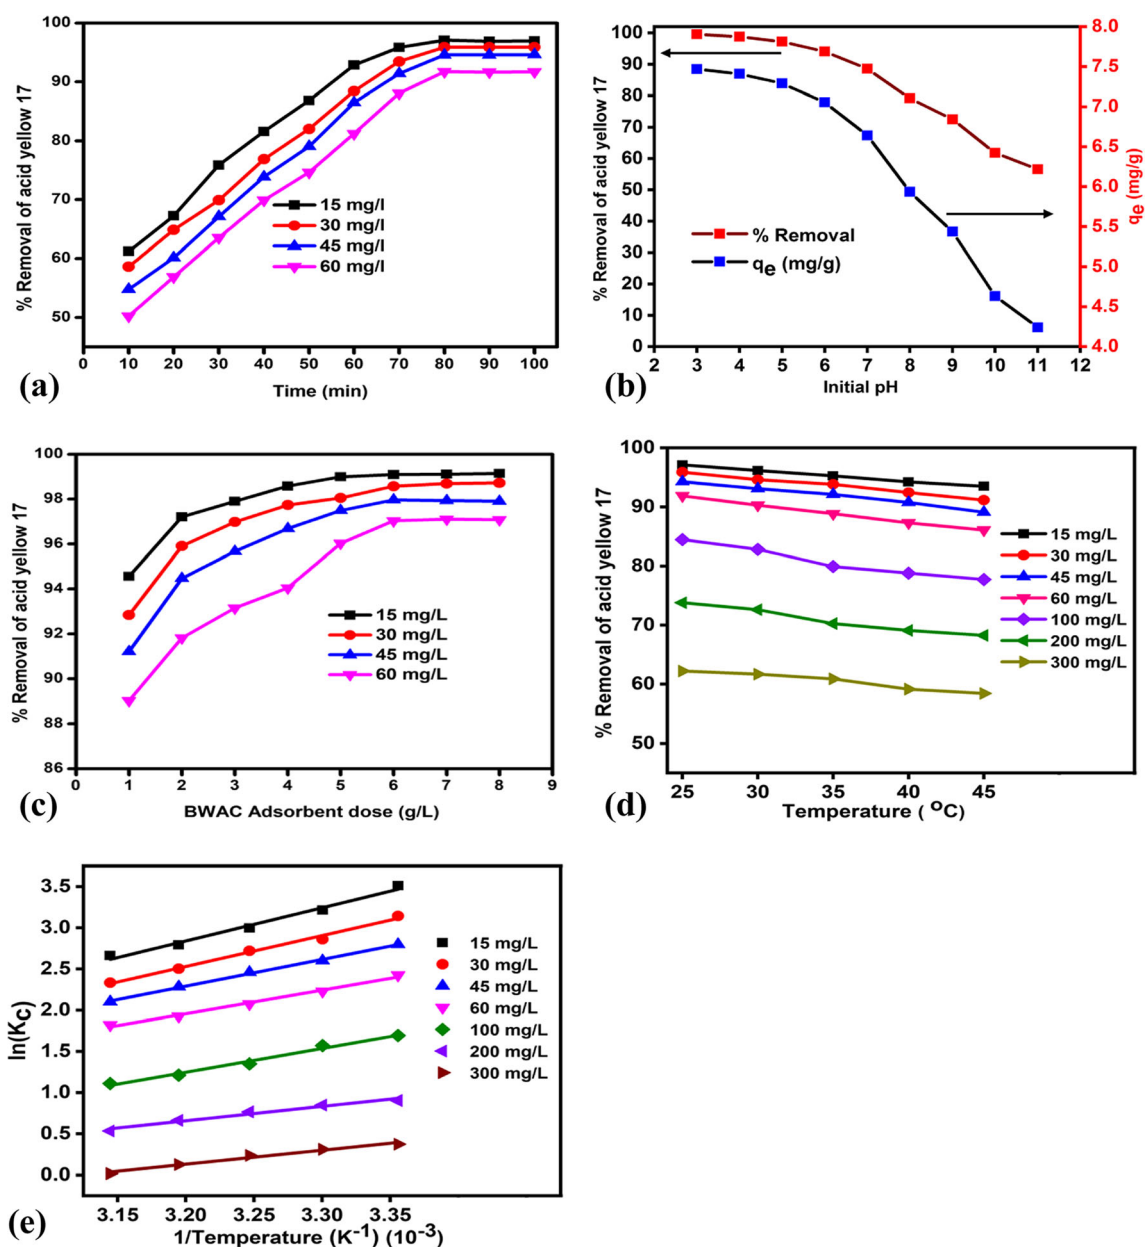 % Removal of acid yellow 17
100
90
80
70
60
50
15 mg/l
30 mg/l
45 mg/l
60 mg/l
0 10 20 30 40 50 60 70 80 90 100
Time (min)
(a)
% Removal of acid yellow 17
100
90
80
70
60
50
40
30
20
10
0
% Removal
qe (mg/g)
8.0
7.5
7.0
6.5
6.0
5.5
5.0
4.5
4.0
qe (mg/g)
2 3 4 5 6 7 8 9 10 11 12
Initial pH
(b)
% Removal of acid yellow 17
100
98
96
94
92
90
88
86
15 mg/L
30 mg/L
45 mg/L
60 mg/L
0 1 2 3 4 5 6 7 8 9
BWAC Adsorbent dose (g/L)
(c)
% Removal of acid yellow 17
100
90
80
70
60
50
15 mg/L
30 mg/L
45 mg/L
60 mg/L
100 mg/L
200 mg/L
300 mg/L
25 30 35 40 45
Temperature ( ºC)
(d)
ln(KC)
3.5
3.0
2.5
2.0
1.5
1.0
0.5
0.0
15 mg/L
30 mg/L
45 mg/L
60 mg/L
100 mg/L
200 mg/L
300 mg/L
3.15 3.20 3.25 3.30 3.35
1/Temperature (K⁻¹) (10⁻³)
(e)